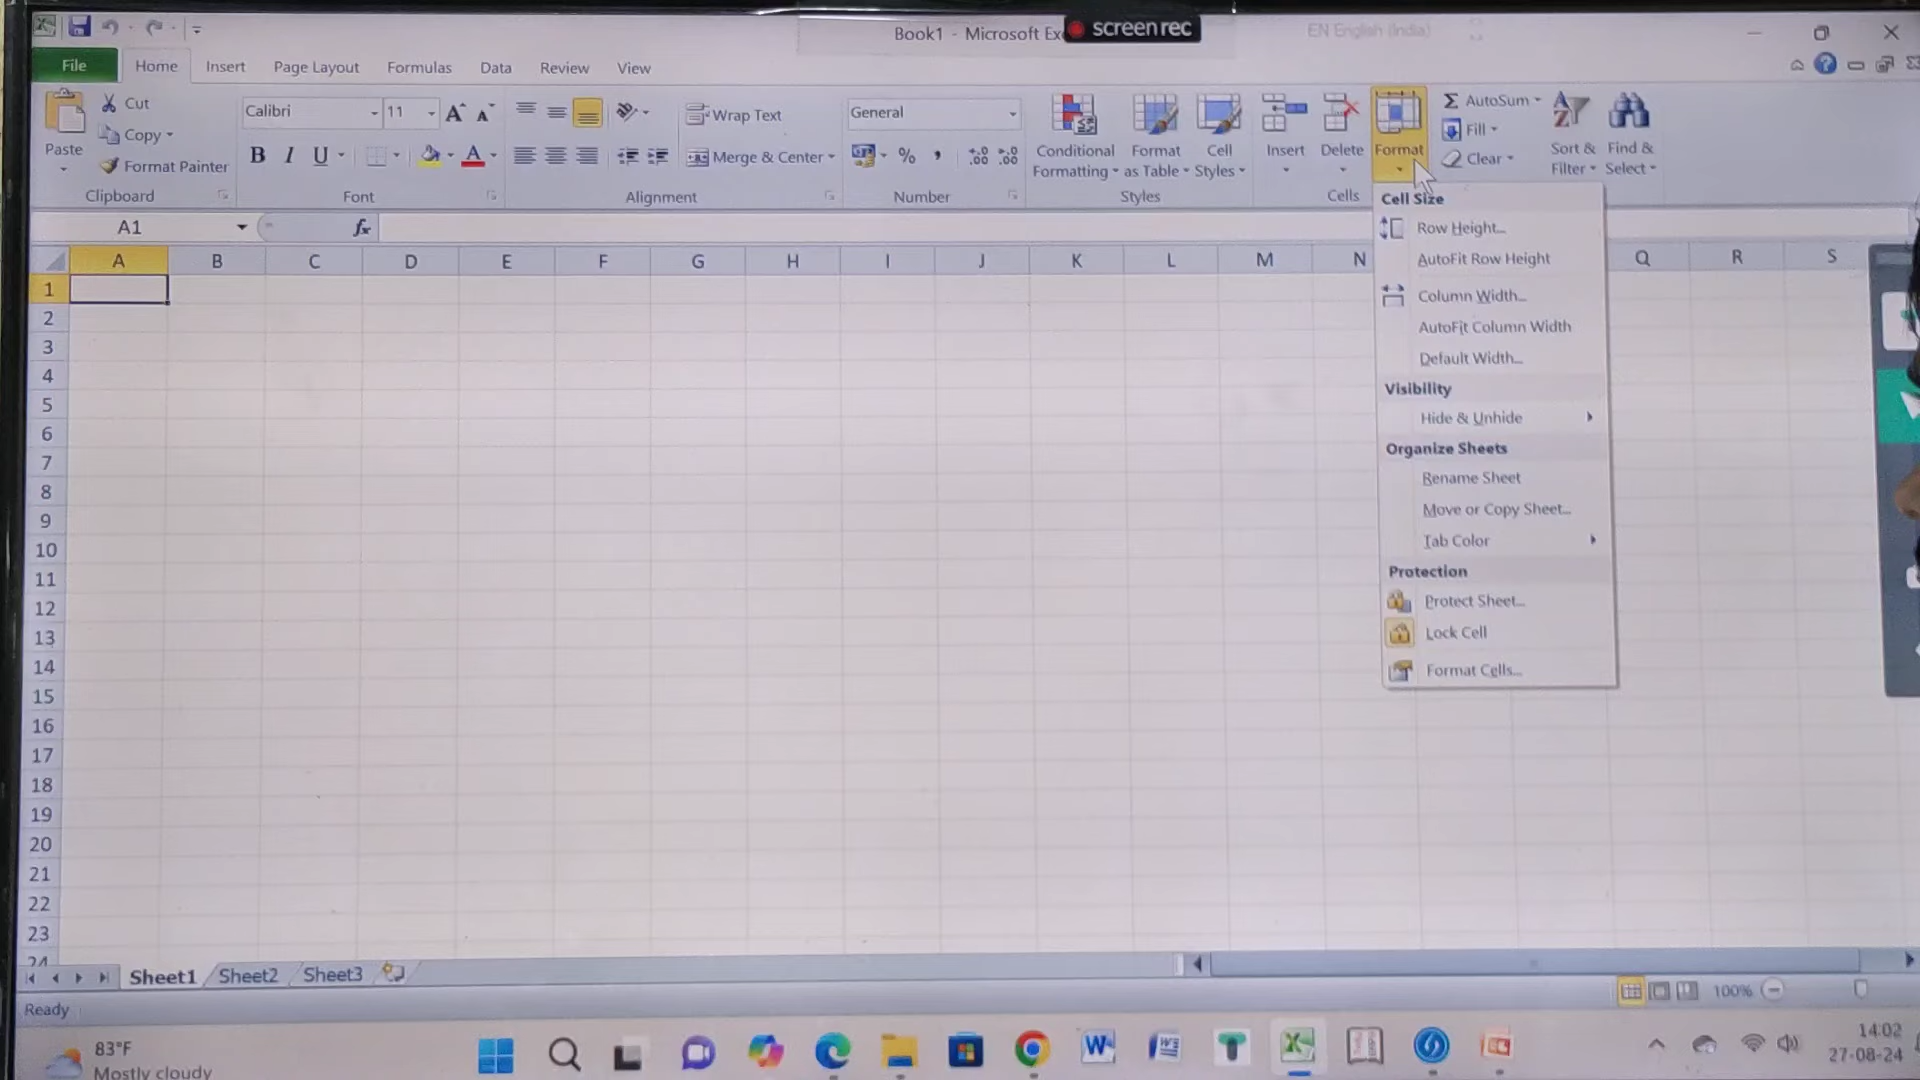 Book1 - Microsoft Ex
screen rec
EN English (India)
File Home Insert Page Layout Formulas Data Review View
Paste
Cut
Copy
Format Painter
Clipboard
Calibri 11
B I U A
Font
Wrap Text
Merge & Center
Alignment
General
% ,
Number
Conditional Formatting
Format as Table
Cell Styles
Styles
Insert
Delete
Format
Cells
Σ AutoSum
Fill
Clear
Sort & Filter
Find & Select
A1
fx
A B C D E F G H I J K L M N Q R S
1
2
3
4
5
6
7
8
9
10
11
12
13
14
15
16
17
18
19
20
21
22
23
24
Cell Size
Row Height...
AutoFit Row Height
Column Width...
AutoFit Column Width
Default Width...
Visibility
Hide & Unhide
Organize Sheets
Rename Sheet
Move or Copy Sheet...
Tab Color
Protection
Protect Sheet...
Lock Cell
Format Cells...
Sheet1 Sheet2 Sheet3
Ready
100%
83°F
Mostly cloudy
14:02
27-08-24